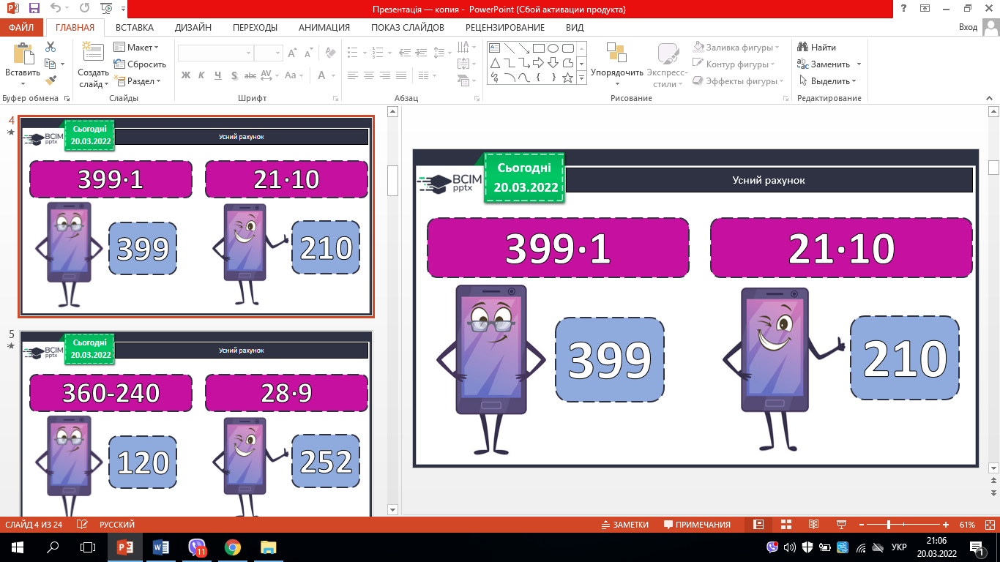 Презентація — копия - PowerPoint (Сбой активации продукта)
ФАЙЛ ГЛАВНАЯ ВСТАВКА ДИЗАЙН ПЕРЕХОДЫ АНИМАЦИЯ ПОКАЗ СЛАЙДОВ РЕЦЕНЗИРОВАНИЕ ВИД Вход
Вставить
Создать слайд
Макет
Сбросить
Раздел
Ж К Ч S abc AV Aa A
Упорядочить
Экспресс-стили
Заливка фигуры
Контур фигуры
Эффекты фигуры
Найти
Заменить
Выделить
Буфер обмена Слайды Шрифт Абзац Рисование Редактирование
4
Сьогодні
20.03.2022
BCIM
pptx
Усний рахунок
399·1 21·10
399 210
5
Сьогодні
20.03.2022
BCIM
pptx
Усний рахунок
360-240 28·9
120 252
Сьогодні
20.03.2022
BCIM
pptx
Усний рахунок
399·1 21·10
399 210
СЛАЙД 4 ИЗ 24 РУССКИЙ ЗАМЕТКИ ПРИМЕЧАНИЯ 61%
11 УКР 21:06
20.03.2022 1